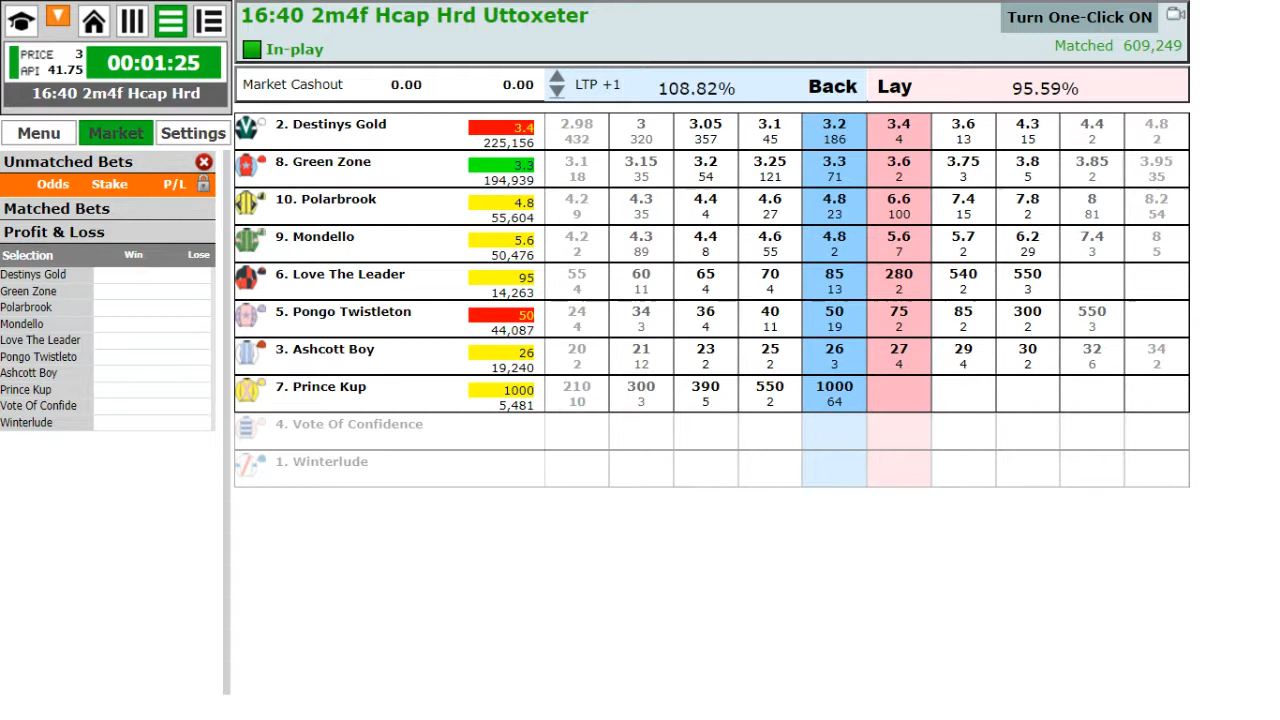 16:40 2m4f Hcap Hrd Uttoxeter
Turn One-Click ON
In-play
Matched 609,249
PRICE 3
API 41.75
00:01:25
16:40 2m4f Hcap Hrd
Market Cashout 0.00 0.00 LTP +1 108.82% Back Lay 95.59%
Menu Market Settings
Unmatched Bets
Odds Stake P/L
Matched Bets
Profit & Loss
Selection Win Lose
Destinys Gold
Green Zone
Polarbrook
Mondello
Love The Leader
Pongo Twistleto
Ashcott Boy
Prince Kup
Vote Of Confide
Winterlude
2. Destinys Gold 3.4 2.98 3 3.05 3.1 3.2 3.4 3.6 4.3 4.4 4.8
225,156 432 320 357 45 186 4 13 15 2 2
8. Green Zone 3.3 3.1 3.15 3.2 3.25 3.3 3.6 3.75 3.8 3.85 3.95
194,939 18 35 54 121 71 2 3 5 2 35
10. Polarbrook 4.8 4.2 4.3 4.4 4.6 4.8 6.6 7.4 7.8 8 8.2
55,604 9 35 4 27 23 100 15 2 81 54
9. Mondello 5.6 4.2 4.3 4.4 4.6 4.8 5.6 5.7 6.2 7.4 8
50,476 2 89 8 55 2 7 2 29 3 5
6. Love The Leader 95 55 60 65 70 85 280 540 550
14,263 4 11 4 4 13 2 2 3
5. Pongo Twistleton 50 24 34 36 40 50 75 85 300 550
44,087 4 3 4 11 19 2 2 2 3
3. Ashcott Boy 26 20 21 23 25 26 27 29 30 32 34
19,240 2 12 2 2 3 4 4 2 6 2
7. Prince Kup 1000 210 300 390 550 1000
5,481 10 3 5 2 64
4. Vote Of Confidence
1. Winterlude